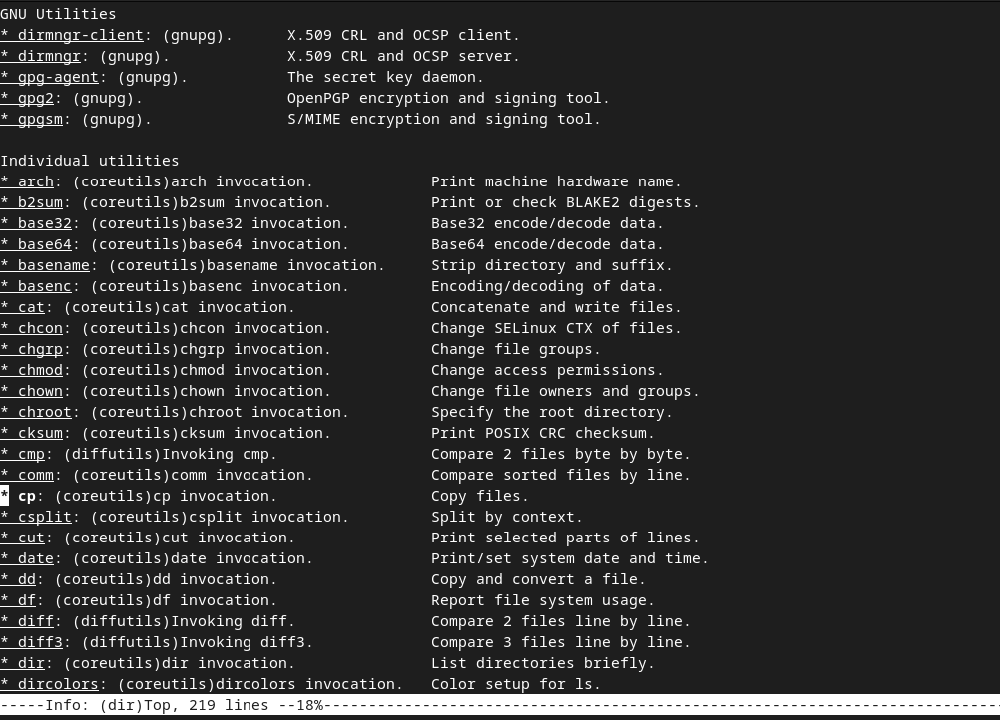 GNU Utilities
* dirmngr-client: (gnupg).      X.509 CRL and OCSP client.
* dirmngr: (gnupg).             X.509 CRL and OCSP server.
* gpg-agent: (gnupg).           The secret key daemon.
* gpg2: (gnupg).                OpenPGP encryption and signing tool.
* gpgsm: (gnupg).               S/MIME encryption and signing tool.

Individual utilities
* arch: (coreutils)arch invocation.             Print machine hardware name.
* b2sum: (coreutils)b2sum invocation.           Print or check BLAKE2 digests.
* base32: (coreutils)base32 invocation.         Base32 encode/decode data.
* base64: (coreutils)base64 invocation.         Base64 encode/decode data.
* basename: (coreutils)basename invocation.     Strip directory and suffix.
* basenc: (coreutils)basenc invocation.         Encoding/decoding of data.
* cat: (coreutils)cat invocation.               Concatenate and write files.
* chcon: (coreutils)chcon invocation.           Change SELinux CTX of files.
* chgrp: (coreutils)chgrp invocation.           Change file groups.
* chmod: (coreutils)chmod invocation.           Change access permissions.
* chown: (coreutils)chown invocation.           Change file owners and groups.
* chroot: (coreutils)chroot invocation.         Specify the root directory.
* cksum: (coreutils)cksum invocation.           Print POSIX CRC checksum.
* cmp: (diffutils)Invoking cmp.                 Compare 2 files byte by byte.
* comm: (coreutils)comm invocation.             Compare sorted files by line.
* cp: (coreutils)cp invocation.                 Copy files.
* csplit: (coreutils)csplit invocation.         Split by context.
* cut: (coreutils)cut invocation.               Print selected parts of lines.
* date: (coreutils)date invocation.             Print/set system date and time.
* dd: (coreutils)dd invocation.                 Copy and convert a file.
* df: (coreutils)df invocation.                 Report file system usage.
* diff: (diffutils)Invoking diff.               Compare 2 files line by line.
* diff3: (diffutils)Invoking diff3.             Compare 3 files line by line.
* dir: (coreutils)dir invocation.               List directories briefly.
* dircolors: (coreutils)dircolors invocation.   Color setup for ls.
-----Info: (dir)Top, 219 lines --18%---------------------------------------------------------------------------